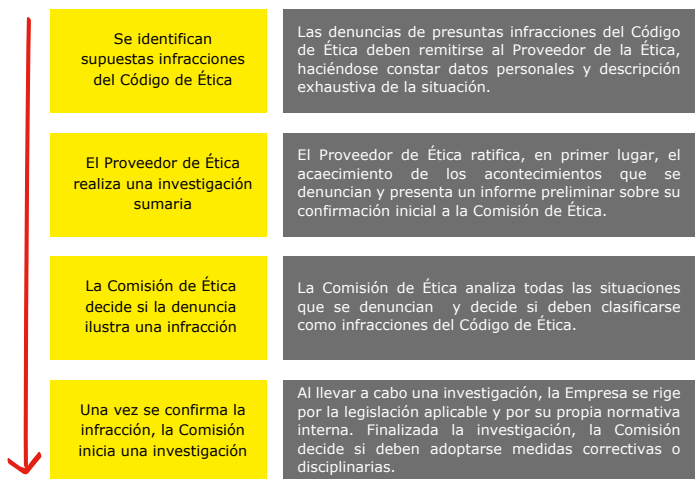 Se identifican
supuestas infracciones
del Código de Ética
Las denuncias de presuntas infracciones del Código
de Ética deben remitirse al Proveedor de la Ética,
haciéndose constar datos personales y descripción
exhaustiva de la situación.
El Proveedor de Ética
realiza una investigación
sumaria
El Proveedor de Ética ratifica, en primer lugar, el
acaecimiento de los acontecimientos que se
denuncian y presenta un informe preliminar sobre su
confirmación inicial a la Comisión de Ética.
La Comisión de Ética
decide si la denuncia
ilustra una infracción
La Comisión de Ética analiza todas las situaciones
que se denuncian y decide si deben clasificarse
como infracciones del Código de Ética.
Una vez se confirma la
infracción, la Comisión
inicia una investigación
Al llevar a cabo una investigación, la Empresa se rige
por la legislación aplicable y por su propia normativa
interna. Finalizada la investigación, la Comisión
decide si deben adoptarse medidas correctivas o
disciplinarias.